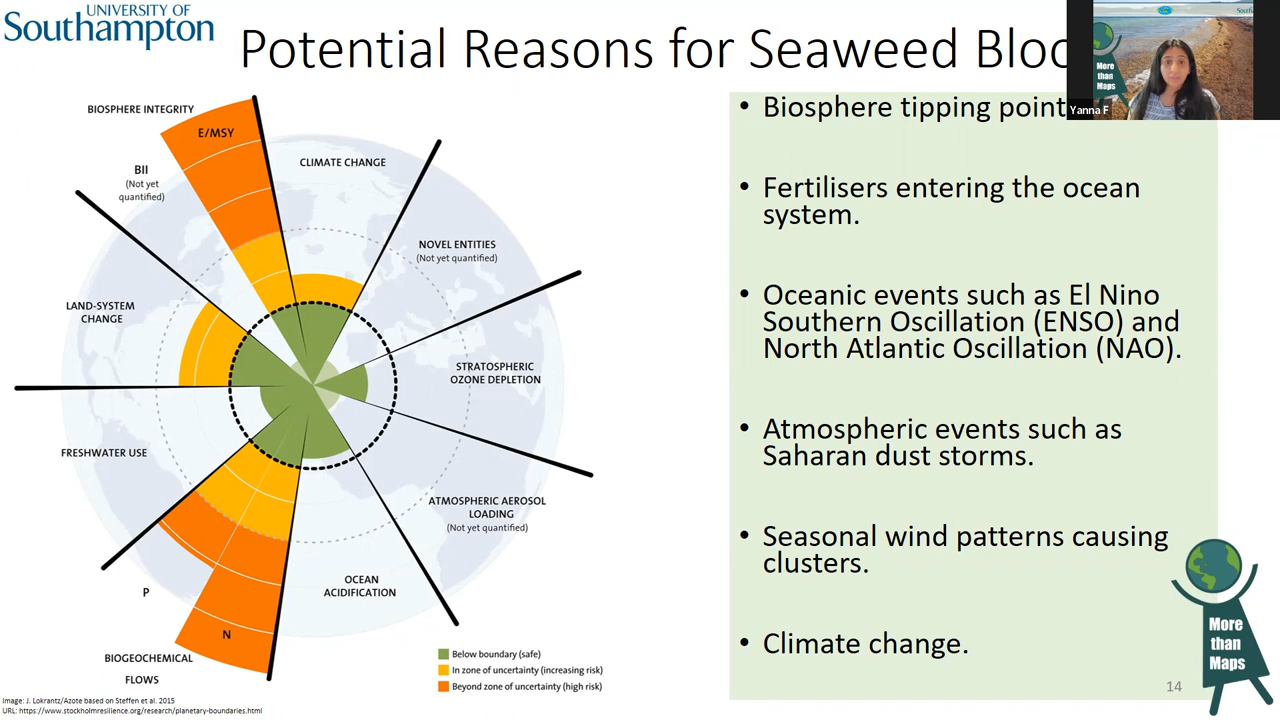 UNIVERSITY OF
Southampton
Potential Reasons for Seaweed
More
than
Maps
Yanna F
BIOSPHERE INTEGRITY
E/MSY
BII
(Not yet
quantified)
CLIMATE CHANGE
NOVEL ENTITIES
(Not yet quantified)
LAND-SYSTEM
CHANGE
STRATOSPHERIC
OZONE DEPLETION
FRESHWATER USE
ATMOSPHERIC AEROSOL
LOADING
(Not yet quantified)
OCEAN
ACIDIFICATION
P
N
BIOGEOCHEMICAL
FLOWS
Below boundary (safe)
In zone of uncertainty (increasing risk)
Beyond zone of uncertainty (high risk)
Image: J. Lokrantz/Azote based on Steffen et al. 2015
URL: https://www.stockholmresilience.org/research/planetary-boundaries.html
• Biosphere tipping point
• Fertilisers entering the ocean
system.
• Oceanic events such as El Nino
Southern Oscillation (ENSO) and
North Atlantic Oscillation (NAO).
• Atmospheric events such as
Saharan dust storms.
• Seasonal wind patterns causing
clusters.
• Climate change.
14
More
than
Maps